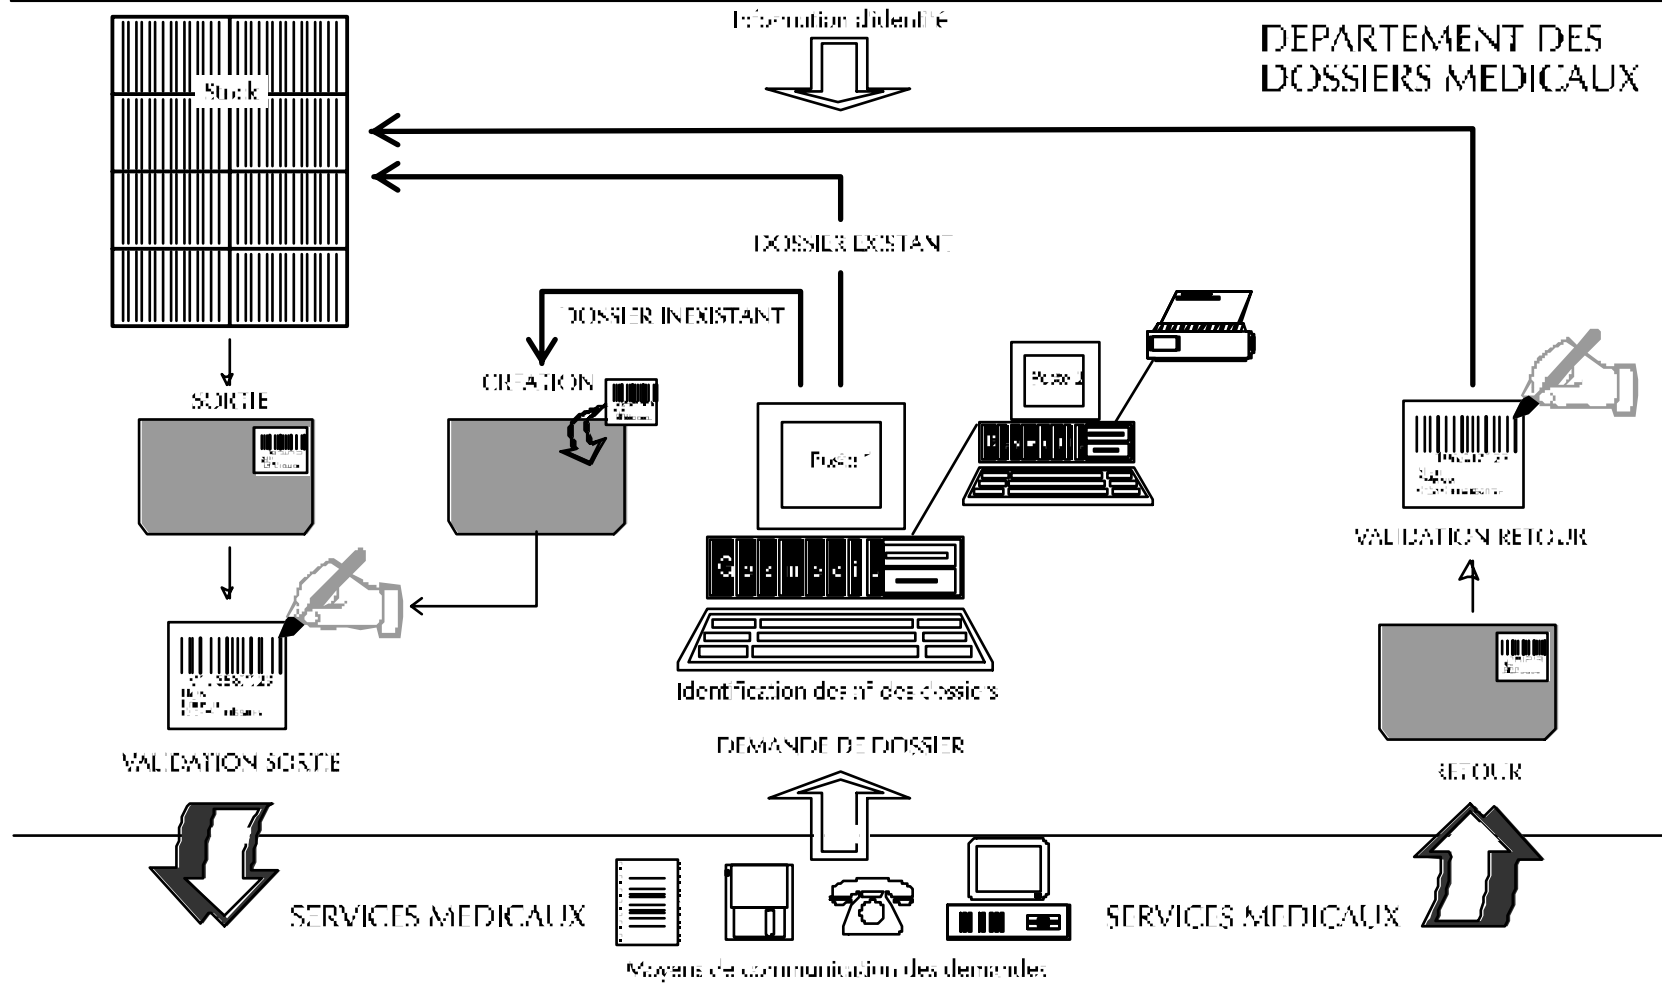 Information d'identité
DEPARTEMENT DES
DOSSIERS MEDICAUX
Stock
DOSSIER EXISTANT
DOSSIER INEXISTANT
CREATION
SORTIE
Poste 2
Poste 1
VALIDATION RETOUR
Identification des n° des dossiers
DEMANDE DE DOSSIER
VALIDATION SORTIE
RETOUR
SERVICES MEDICAUX
SERVICES MEDICAUX
Moyens de communication des demandes